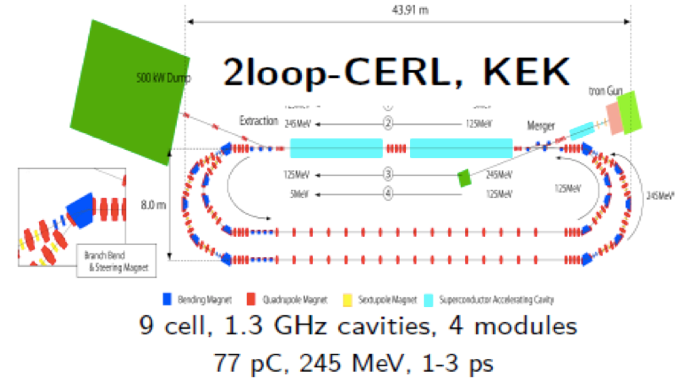 43.91 m
500 kW Dump
2loop-CERL, KEK
tron Gun
Extraction
245MeV ② 125MeV
Merger
125MeV ③ 245MeV
5MeV ④ 125MeV
125MeV
245MeV
8.0 m
Branch Bend
& Steering Magnet
Bending Magnet Quadrupole Magnet Sextupole Magnet Superconductor Accelerating Cavity
9 cell, 1.3 GHz cavities, 4 modules
77 pC, 245 MeV, 1-3 ps